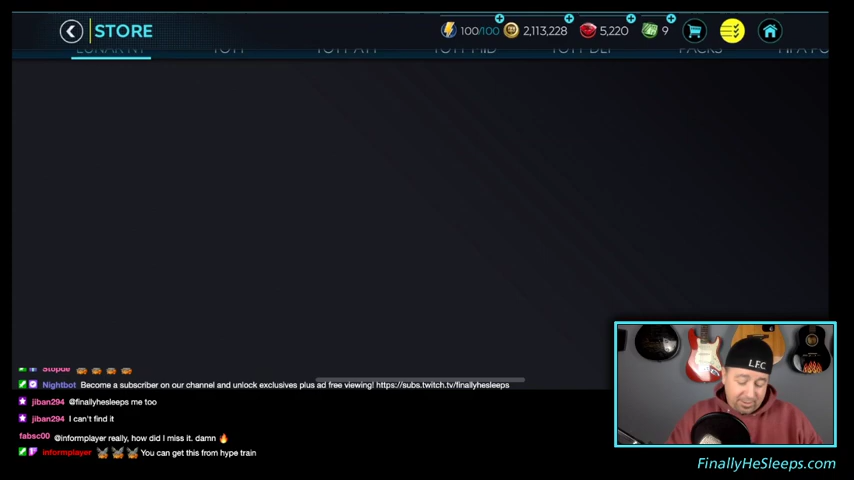 STORE
100/100 2,113,228 5,220 9
LUNAR NY TOTY TOTY ATT TOTY MID TOTY DEF PACKS
Stopde
Nightbot Become a subscriber on our channel and unlock exclusives plus ad free viewing! https://subs.twitch.tv/finallyhesleeps
jiban294 @finallyhesleeps me too
jiban294 I can't find it
fabsc00 @informplayer really, how did I miss it. damn 🔥
informplayer You can get this from hype train
L.F.C
FinallyHeSleeps.com